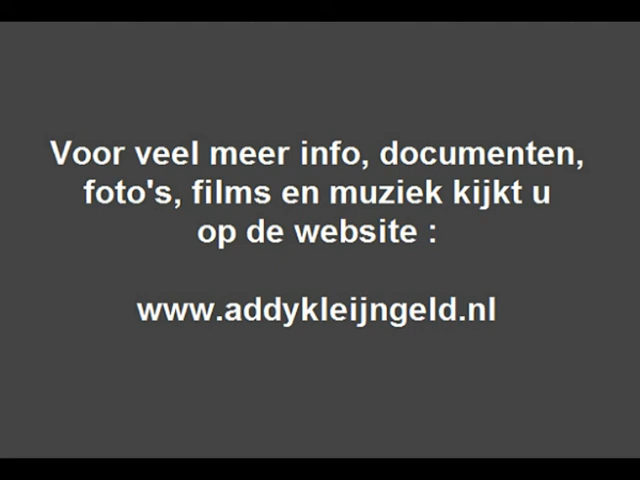 Voor veel meer info, documenten,
foto's, films en muziek kijkt u
op de website :
www.addykleijngeld.nl